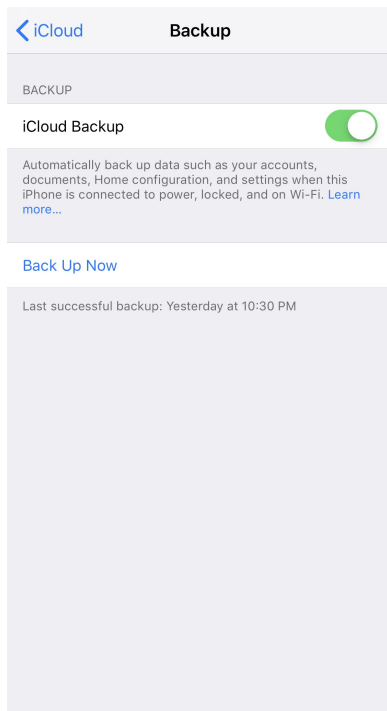 iCloud
Backup
BACKUP
iCloud Backup
Automatically back up data such as your accounts,
documents, Home configuration, and settings when this
iPhone is connected to power, locked, and on Wi-Fi. Learn
more...
Back Up Now
Last successful backup: Yesterday at 10:30 PM